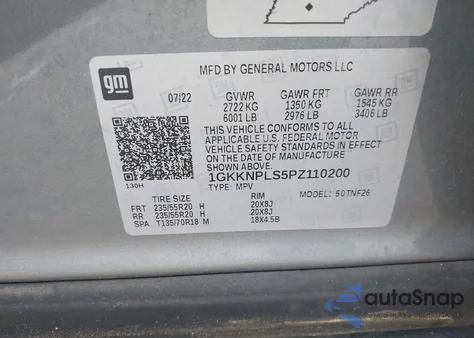 gm
MFD BY GENERAL MOTORS LLC
07/22 GVWR GAWR FRT GAWR RR
2722 KG 1350 KG 1545 KG
6001 LB 2976 LB 3406 LB
THIS VEHICLE CONFORMS TO ALL
APPLICABLE U.S. FEDERAL MOTOR
VEHICLE SAFETY STANDARDS IN EFFECT
ON THE DATE OF MANUFACTURE
SHOWN ABOVE.
1GKKNPLS5PZ110200
130H TYPE: MPV MODEL: 50TNF26
TIRE SIZE RIM
FRT 235/55R20 H 20X8J
RR 235/55R20 H 20X8J
SPA T135/70R18 M 18X4.5B
autoSnap